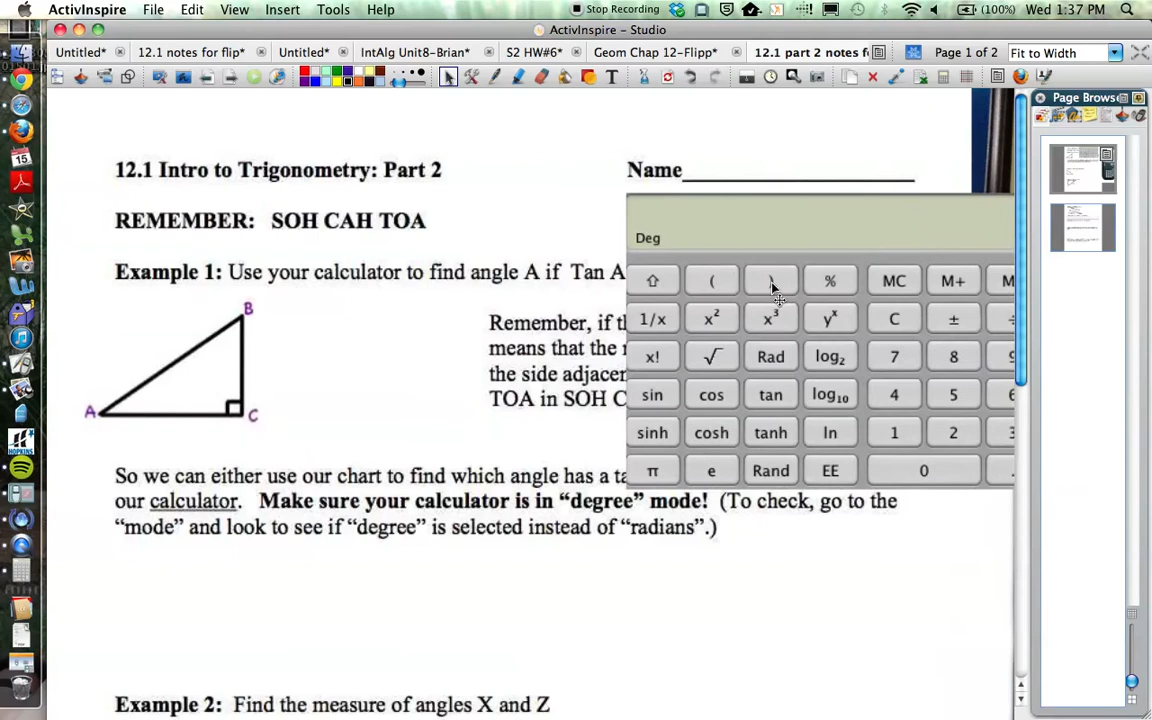 ActivInspire File Edit View Insert Tools Help Stop Recording (100%) Wed 1:37 PM
ActivInspire – Studio
Untitled* 12.1 notes for flip* Untitled* IntAlg Unit8-Brian* S2 HW#6* Geom Chap 12-Flipp* 12.1 part 2 notes f Page 1 of 2 Fit to Width
Page Brows
12.1 Intro to Trigonometry: Part 2 Name
REMEMBER: SOH CAH TOA
Deg
Example 1: Use your calculator to find angle A if Tan A
⇧ ( ) % MC M+ M
1/x x² x³ yˣ C ± ÷
x! √ Rad log₂ 7 8 9
sin cos tan log₁₀ 4 5 6
sinh cosh tanh ln 1 2 3
π e Rand EE 0 .
B
A
C
Remember, if th
means that the
the side adjacen
TOA in SOH C
So we can either use our chart to find which angle has a ta
our calculator. Make sure your calculator is in “degree” mode! (To check, go to the
“mode” and look to see if “degree” is selected instead of “radians”.)
Example 2: Find the measure of angles X and Z